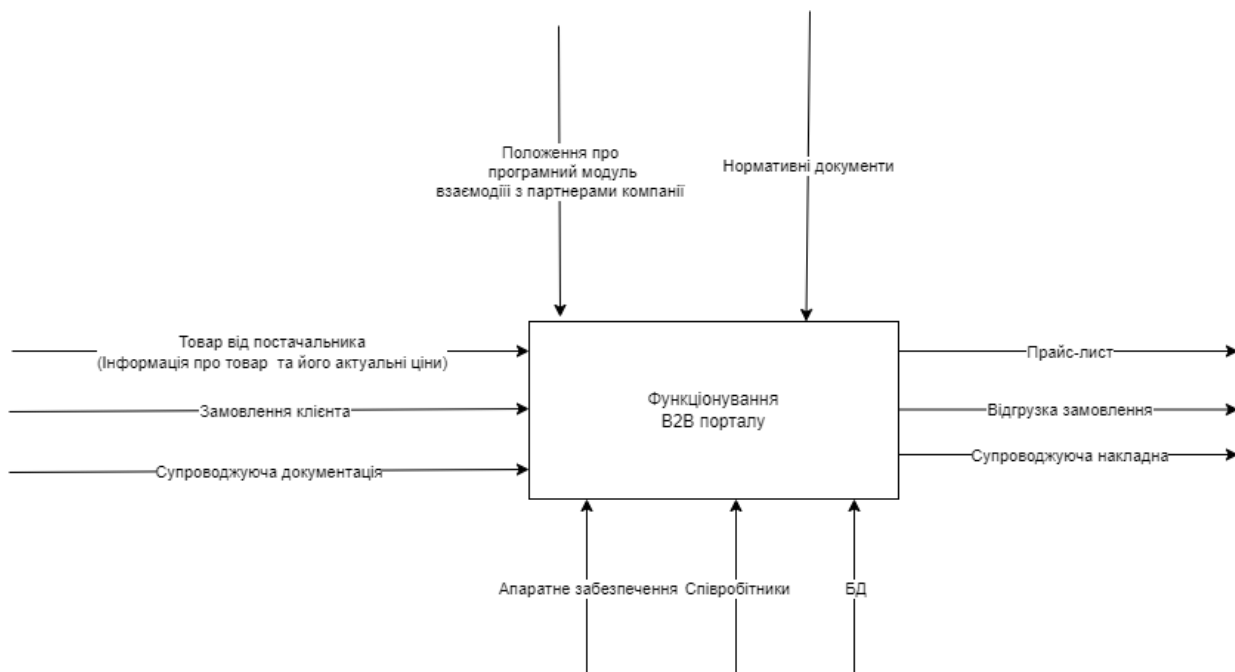 Положення про
програмний модуль
взаємодіїі з партнерами компанії
Нормативні документи
Товар від постачальника
(Інформація про товар та його актуальні ціни)
Замовлення клієнта
Супроводжуюча документація
Функціонування
B2B порталу
Прайс-лист
Відгрузка замовлення
Супроводжуюча накладна
Апаратне забезпечення
Співробітники
БД